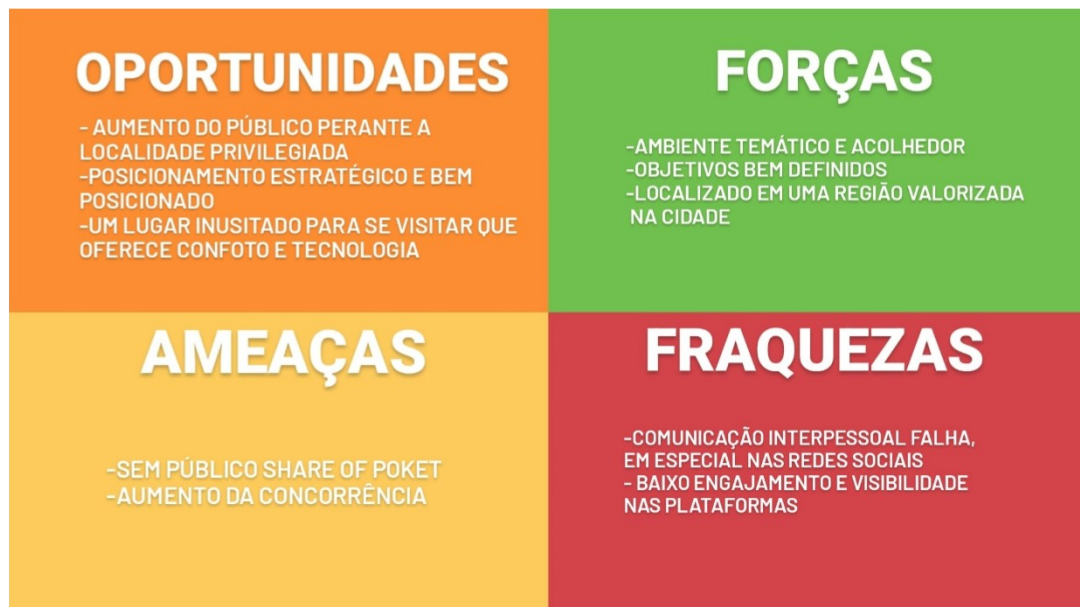 OPORTUNIDADES
- AUMENTO DO PÚBLICO PERANTE A
LOCALIDADE PRIVILEGIADA
-POSICIONAMENTO ESTRATÉGICO E BEM
POSICIONADO
-UM LUGAR INUSITADO PARA SE VISITAR QUE
OFERECE CONFOTO E TECNOLOGIA
FORÇAS
-AMBIENTE TEMÁTICO E ACOLHEDOR
-OBJETIVOS BEM DEFINIDOS
-LOCALIZADO EM UMA REGIÃO VALORIZADA
NA CIDADE
AMEAÇAS
-SEM PÚBLICO SHARE OF POKET
-AUMENTO DA CONCORRÊNCIA
FRAQUEZAS
-COMUNICAÇÃO INTERPESSOAL FALHA,
EM ESPECIAL NAS REDES SOCIAIS
- BAIXO ENGAJAMENTO E VISIBILIDADE
NAS PLATAFORMAS